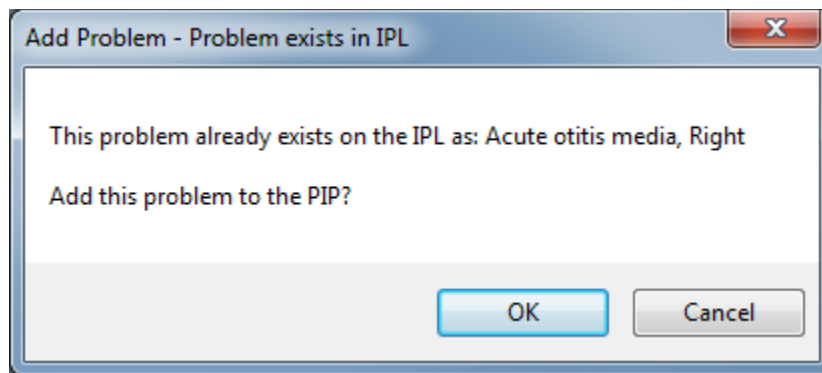 Add Problem - Problem exists in IPL
This problem already exists on the IPL as: Acute otitis media, Right
Add this problem to the PIP?
OK
Cancel